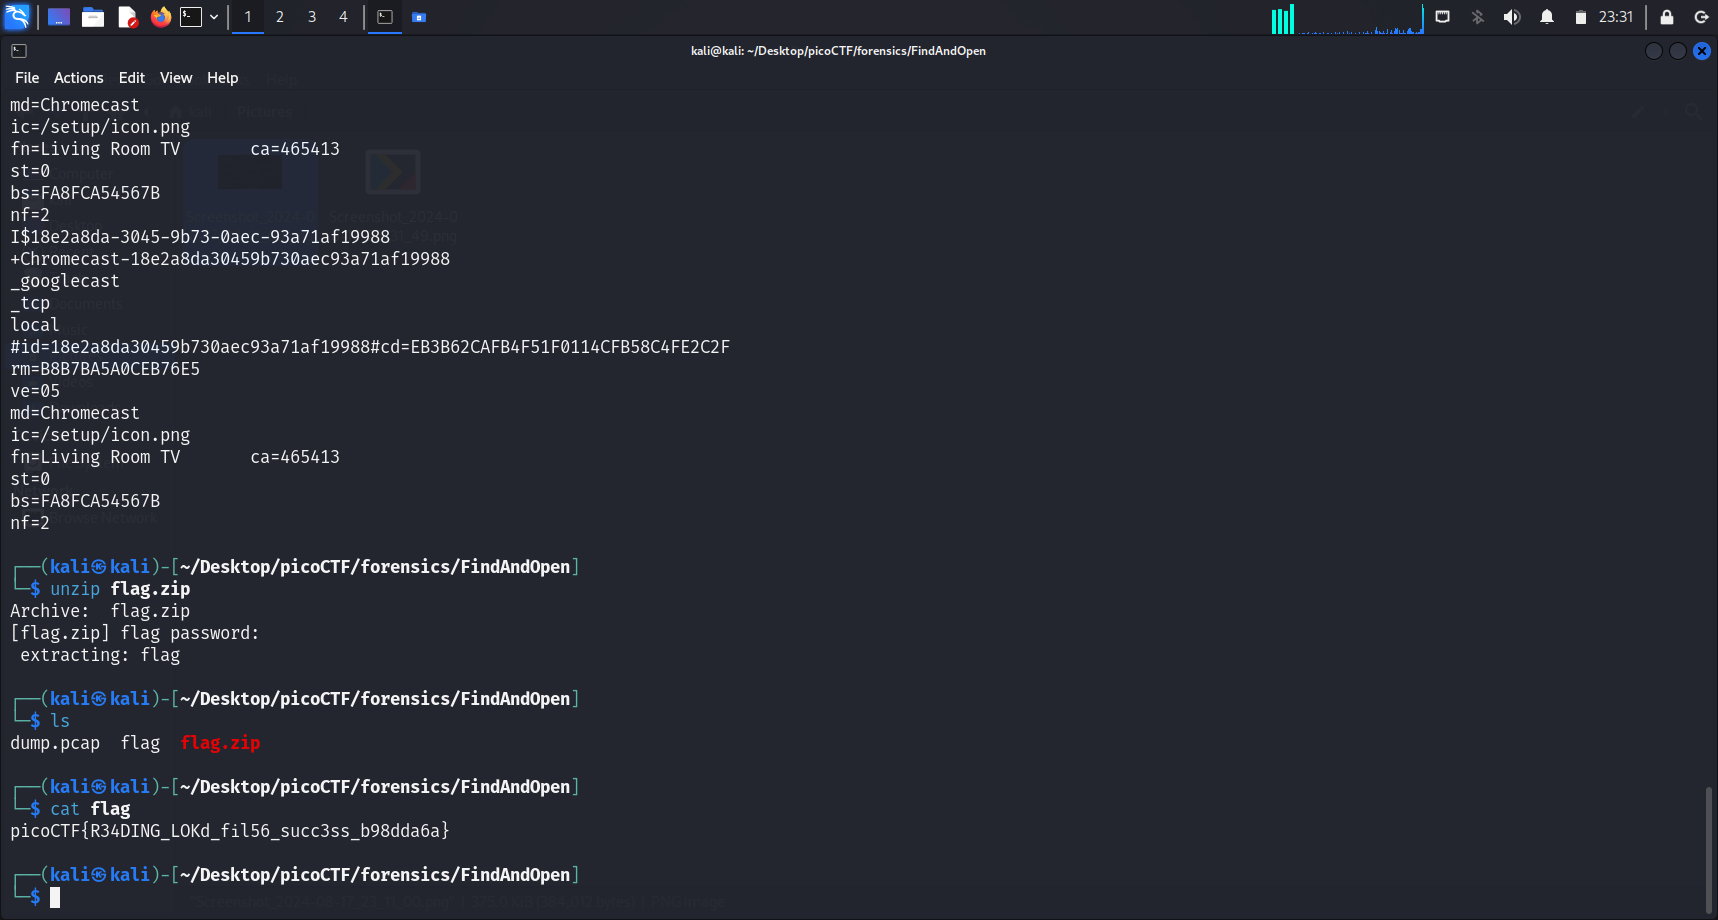 1 2 3 4 23:31
kali@kali: ~/Desktop/picoCTF/forensics/FindAndOpen
File Actions Edit View Help
md=Chromecast
ic=/setup/icon.png
fn=Living Room TV ca=465413
st=0
bs=FA8FCA54567B
nf=2
I$18e2a8da-3045-9b73-0aec-93a71af19988
+Chromecast-18e2a8da30459b730aec93a71af19988
_googlecast
_tcp
local
#id=18e2a8da30459b730aec93a71af19988#cd=EB3B62CAFB4F51F0114CFB58C4FE2C2F
rm=B8B7BA5A0CEB76E5
ve=05
md=Chromecast
ic=/setup/icon.png
fn=Living Room TV ca=465413
st=0
bs=FA8FCA54567B
nf=2
┌──(kali㉿kali)-[~/Desktop/picoCTF/forensics/FindAndOpen]
└─$ unzip flag.zip
Archive:  flag.zip
[flag.zip] flag password:
 extracting: flag
┌──(kali㉿kali)-[~/Desktop/picoCTF/forensics/FindAndOpen]
└─$ ls
dump.pcap  flag  flag.zip
┌──(kali㉿kali)-[~/Desktop/picoCTF/forensics/FindAndOpen]
└─$ cat flag
picoCTF{R34DING_LOKd_fil56_succ3ss_b98dda6a}
┌──(kali㉿kali)-[~/Desktop/picoCTF/forensics/FindAndOpen]
└─$